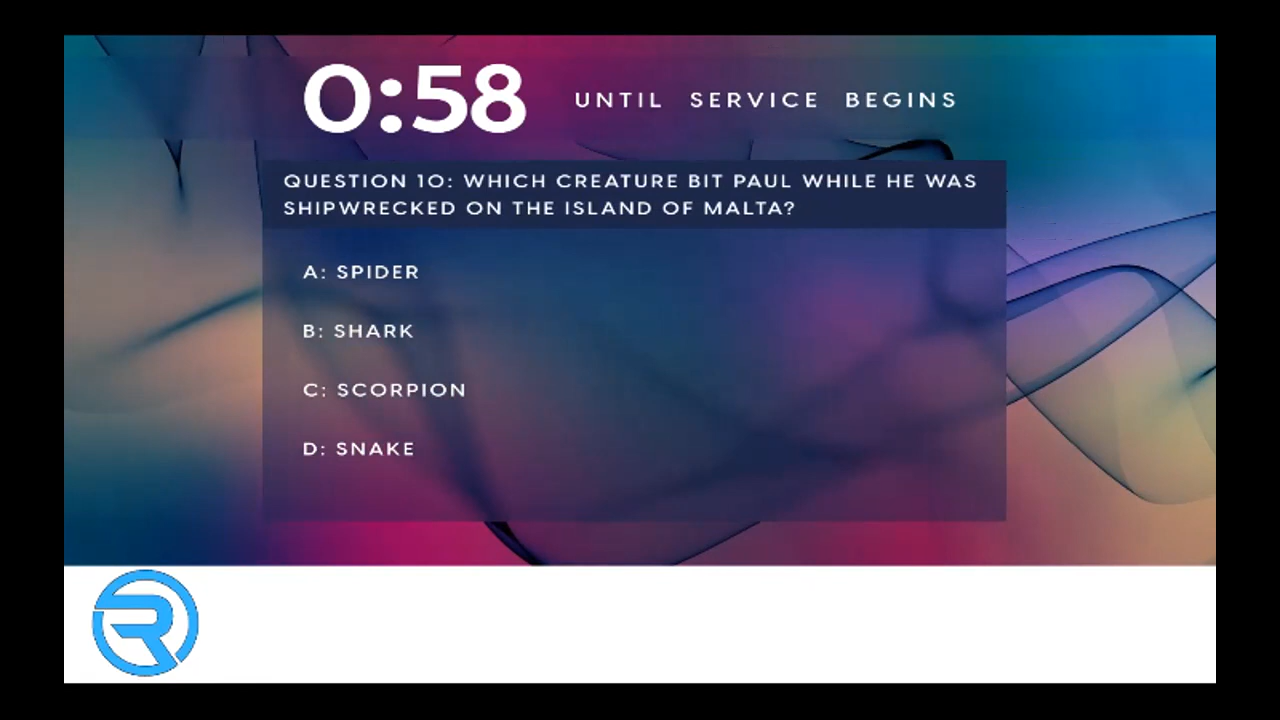 0:58 UNTIL SERVICE BEGINS
QUESTION 10: WHICH CREATURE BIT PAUL WHILE HE WAS
SHIPWRECKED ON THE ISLAND OF MALTA?
A: SPIDER
B: SHARK
C: SCORPION
D: SNAKE